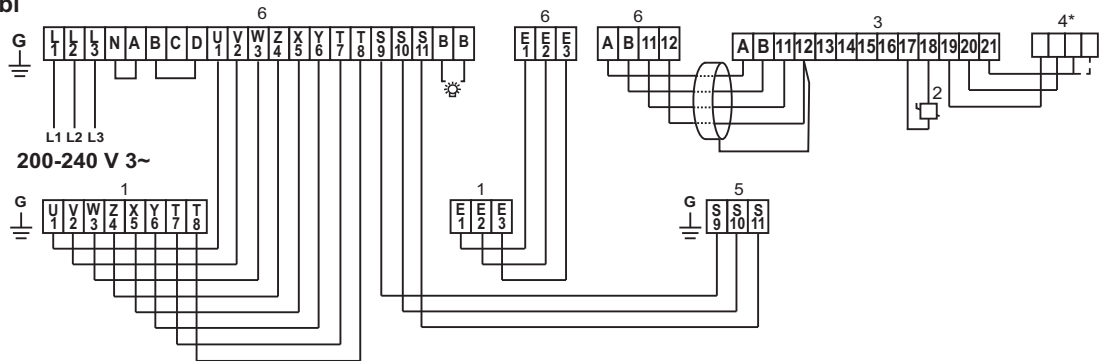 bl
6 6 6 3 4*
G L1 L2 L3 N A B C D U1 V2 W3 Z4 X5 Y6 T7 T8 S9 S10 S11 B B E1 E2 E3 A B 11 12 A B 11 12 13 14 15 16 17 18 19 20 21
2
L1 L2 L3
200-240 V 3~
1 1 5
G U1 V2 W3 Z4 X5 Y6 T7 T8 E1 E2 E3 G S9 S10 S11